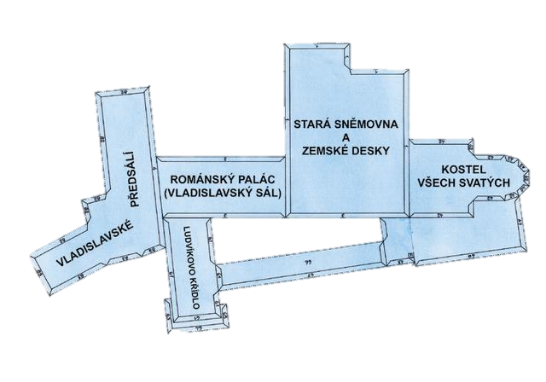 STARÁ SNĚMOVNA
A
ZEMSKÉ DESKY
KOSTEL
VŠECH SVATÝCH
ROMÁNSKÝ PALÁC
(VLADISLAVSKÝ SÁL)
PŘEDSÁLÍ
VLADISLAVSKÉ
LUDVÍKOVO KŘÍDLO